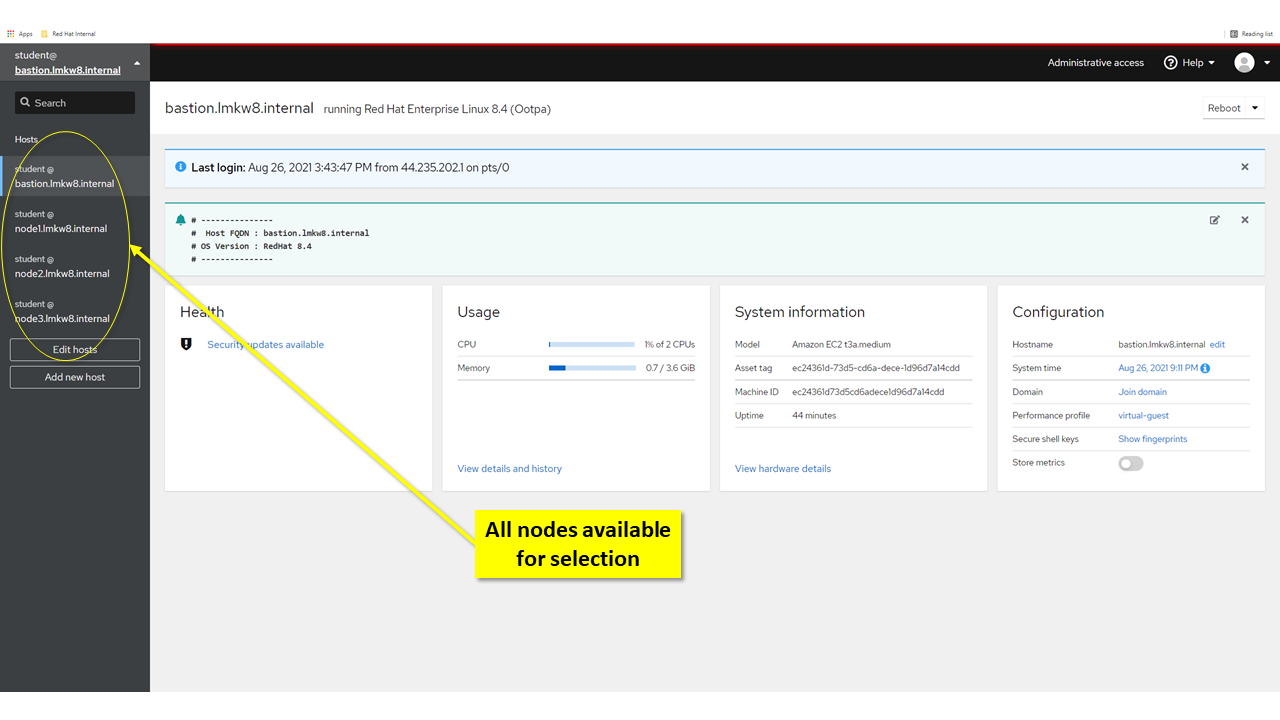 Apps Red Hat Internal Reading list
student@
bastion.lmkw8.internal
Administrative access Help
Search
bastion.lmkw8.internal running Red Hat Enterprise Linux 8.4 (Ootpa) Reboot
Hosts
student @
bastion.lmkw8.internal
student @
node1.lmkw8.internal
student @
node2.lmkw8.internal
student @
node3.lmkw8.internal
Edit hosts
Add new host
Last login: Aug 26, 2021 3:43:47 PM from 44.235.202.1 on pts/0
# ---------------
# Host FQDN : bastion.lmkw8.internal
# OS Version : RedHat 8.4
# ---------------
Health
Security updates available
Usage
CPU 1% of 2 CPUs
Memory 0.7 / 3.6 GiB
View details and history
System information
Model Amazon EC2 t3a.medium
Asset tag ec24361d-73d5-cd6a-dece-1d96d7a14cdd
Machine ID ec24361d73d5cd6adece1d96d7a14cdd
Uptime 44 minutes
View hardware details
Configuration
Hostname bastion.lmkw8.internal edit
System time Aug 26, 2021 9:11 PM
Domain Join domain
Performance profile virtual-guest
Secure shell keys Show fingerprints
Store metrics
All nodes available
for selection